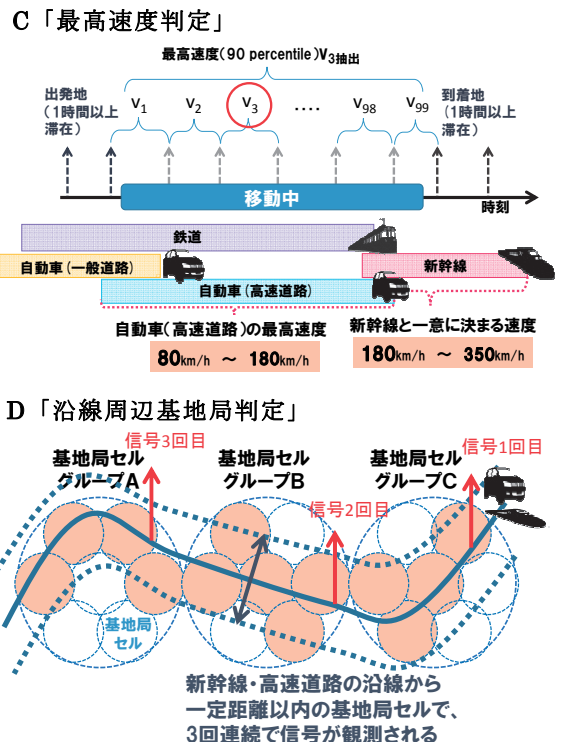 C「最高速度判定」
最高速度(90 percentile)V3抽出
出発地
(1時間以上
滞在)
V1
V2
V3
....
V98
V99
到着地
(1時間以上
滞在)
移動中
時刻
鉄道
自動車(一般道路)
新幹線
自動車(高速道路)
自動車(高速道路)の最高速度
80km/h ～ 180km/h
新幹線と一意に決まる速度
180km/h ～ 350km/h
D「沿線周辺基地局判定」
信号3回目
信号1回目
基地局セル
グループA
基地局セル
グループB
基地局セル
グループC
信号2回目
基地局
セル
新幹線・高速道路の沿線から
一定距離以内の基地局セルで、
3回連続で信号が観測される